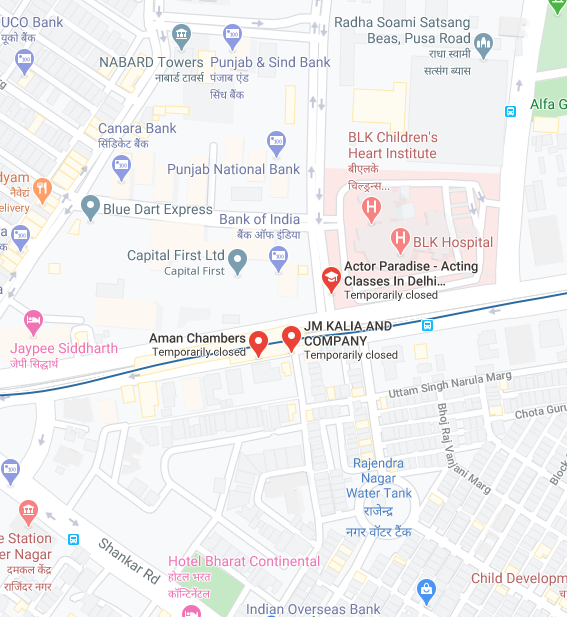 UCO Bank
यूको बैंक
Radha Soami Satsang
Beas, Pusa Road
राधा स्वामी
सत्संग ब्यास
NABARD Towers
नाबार्ड टावर्स
Punjab & Sind Bank
पंजाब एंड
सिंध बैंक
Alfa G
Canara Bank
सिंडिकेट बैंक
BLK Children's
Heart Institute
बीएलके
चिल्ड्रन्स...
Punjab National Bank
dyam
नैवेद्य
elivery
Blue Dart Express
Bank of India
बैंक ऑफ इंडिया
BLK Hospital
Capital First Ltd
Capital First
Actor Paradise - Acting
Classes In Delhi...
Temporarily closed
Aman Chambers
Temporarily closed
JM KALIA AND
COMPANY
Temporarily closed
Jaypee Siddharth
जेपी सिद्धार्थ
Uttam Singh Narula Marg
Chota Guru
Bhoj Raj Vanjani Marg
Block
Rajendra
Nagar
Water Tank
राजेन्द्र
नगर वॉटर टैंक
e Station
er Nagar
दमकल केंद्र
राजिंदर नगर
Shankar Rd
Hotel Bharat Continental
होटल भरत
कॉन्टिनेंटल
Child Developm
Indian Overseas Bank